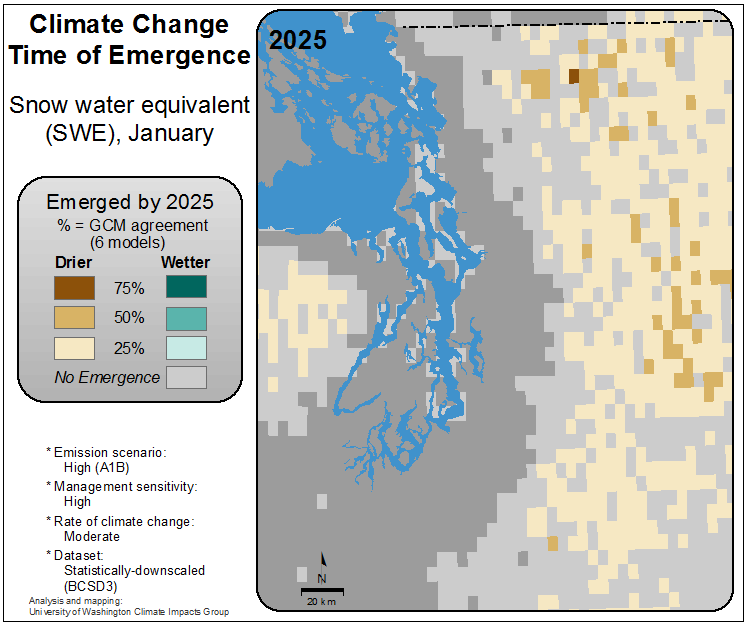 Climate Change
Time of Emergence
Snow water equivalent
(SWE), January
Emerged by 2025
% = GCM agreement
(6 models)
Drier Wetter
75%
50%
25%
No Emergence
* Emission scenario:
High (A1B)
* Management sensitivity:
High
* Rate of climate change:
Moderate
* Dataset:
Statistically-downscaled
(BCSD3)
Analysis and mapping:
University of Washington Climate Impacts Group
2025
N
20 km